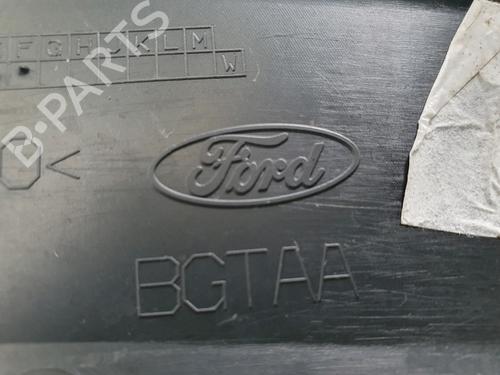 F G H J K L M
W
<
Ford
BGTAA
B-PARTS